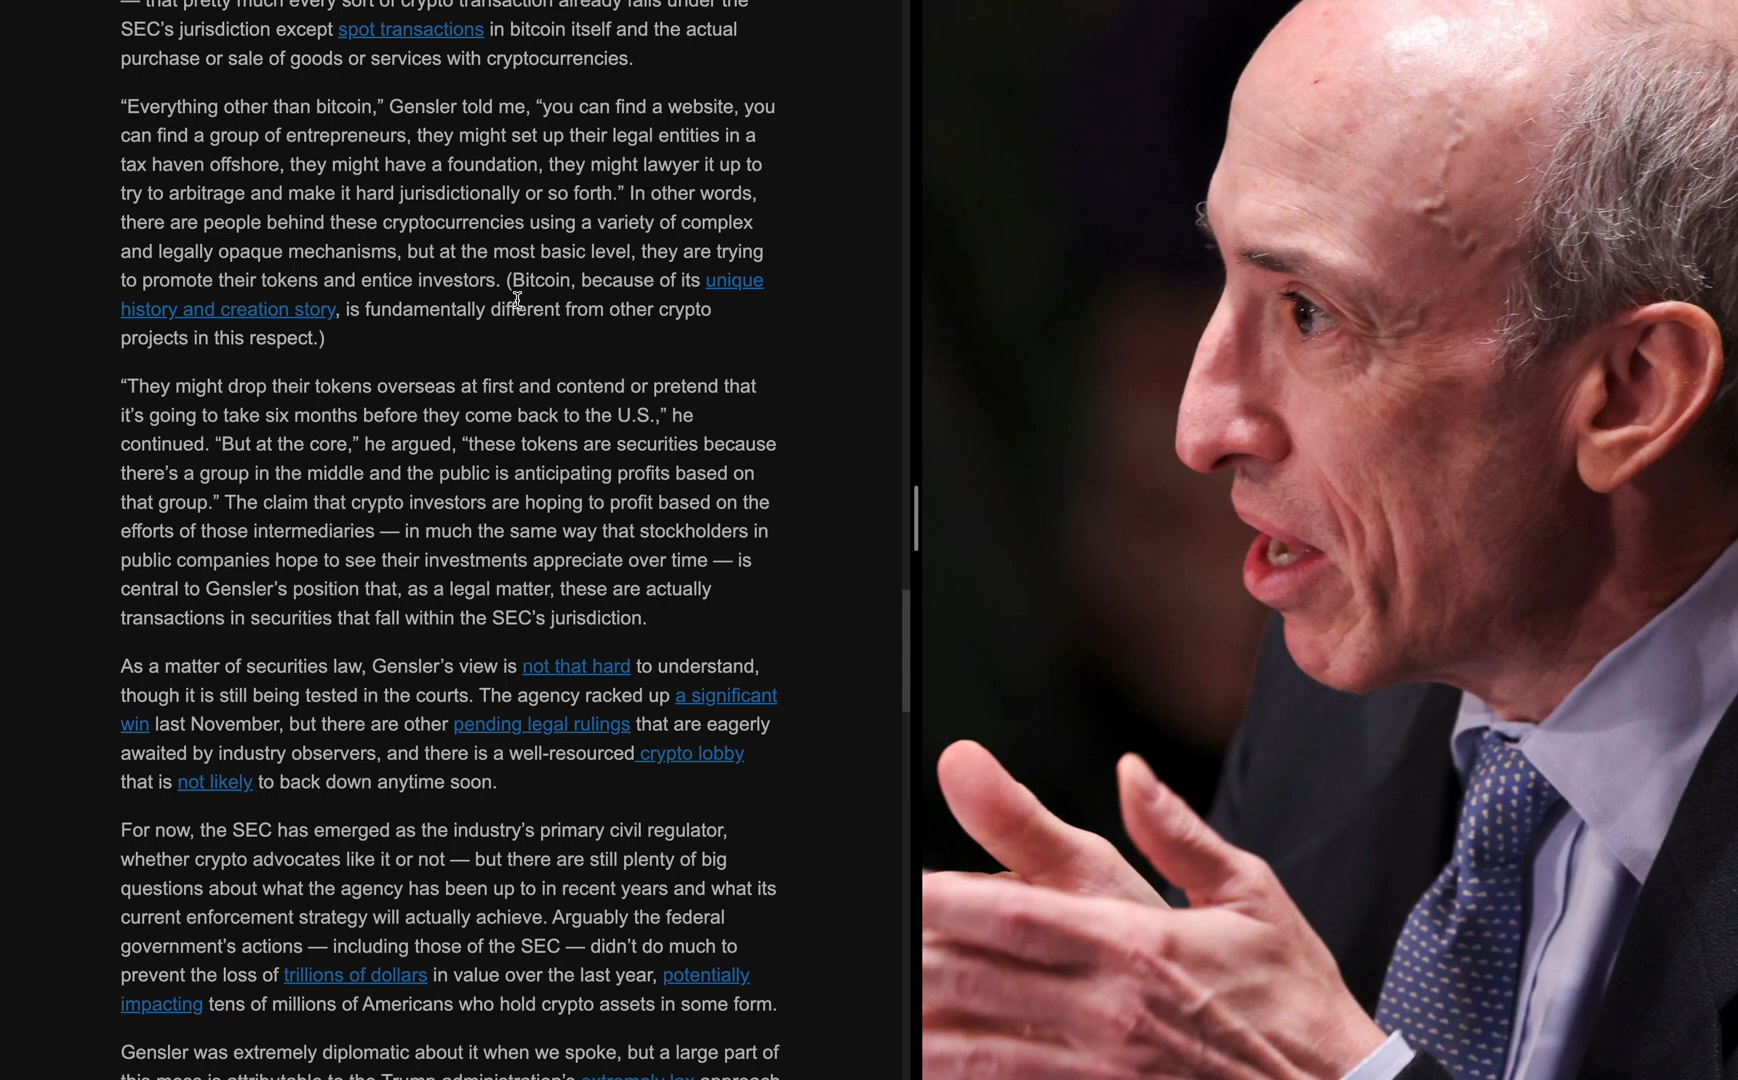 — that pretty much every sort of crypto transaction already falls under the
SEC’s jurisdiction except spot transactions in bitcoin itself and the actual
purchase or sale of goods or services with cryptocurrencies.
“Everything other than bitcoin,” Gensler told me, “you can find a website, you
can find a group of entrepreneurs, they might set up their legal entities in a
tax haven offshore, they might have a foundation, they might lawyer it up to
try to arbitrage and make it hard jurisdictionally or so forth.” In other words,
there are people behind these cryptocurrencies using a variety of complex
and legally opaque mechanisms, but at the most basic level, they are trying
to promote their tokens and entice investors. (Bitcoin, because of its unique
history and creation story, is fundamentally different from other crypto
projects in this respect.)
“They might drop their tokens overseas at first and contend or pretend that
it’s going to take six months before they come back to the U.S.,” he
continued. “But at the core,” he argued, “these tokens are securities because
there’s a group in the middle and the public is anticipating profits based on
that group.” The claim that crypto investors are hoping to profit based on the
efforts of those intermediaries — in much the same way that stockholders in
public companies hope to see their investments appreciate over time — is
central to Gensler’s position that, as a legal matter, these are actually
transactions in securities that fall within the SEC’s jurisdiction.
As a matter of securities law, Gensler’s view is not that hard to understand,
though it is still being tested in the courts. The agency racked up a significant
win last November, but there are other pending legal rulings that are eagerly
awaited by industry observers, and there is a well-resourced crypto lobby
that is not likely to back down anytime soon.
For now, the SEC has emerged as the industry’s primary civil regulator,
whether crypto advocates like it or not — but there are still plenty of big
questions about what the agency has been up to in recent years and what its
current enforcement strategy will actually achieve. Arguably the federal
government’s actions — including those of the SEC — didn’t do much to
prevent the loss of trillions of dollars in value over the last year, potentially
impacting tens of millions of Americans who hold crypto assets in some form.
Gensler was extremely diplomatic about it when we spoke, but a large part of
this mess is attributable to the Trump administration’s extremely lax approach